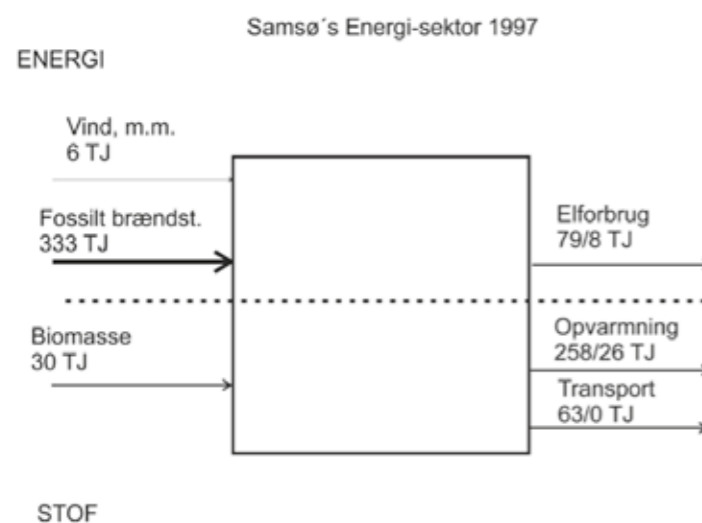 Samsø´s Energi-sektor 1997
ENERGI
Vind, m.m.
6 TJ
Fossilt brændst.
333 TJ
Elforbrug
79/8 TJ
Biomasse
30 TJ
Opvarmning
258/26 TJ
Transport
63/0 TJ
STOF